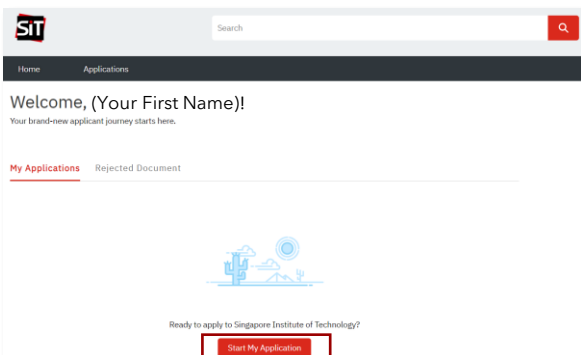 SiT
Search
Home Applications
Welcome, (Your First Name)!
Your brand-new applicant journey starts here.
My Applications Rejected Document
Ready to apply to Singapore Institute of Technology?
Start My Application